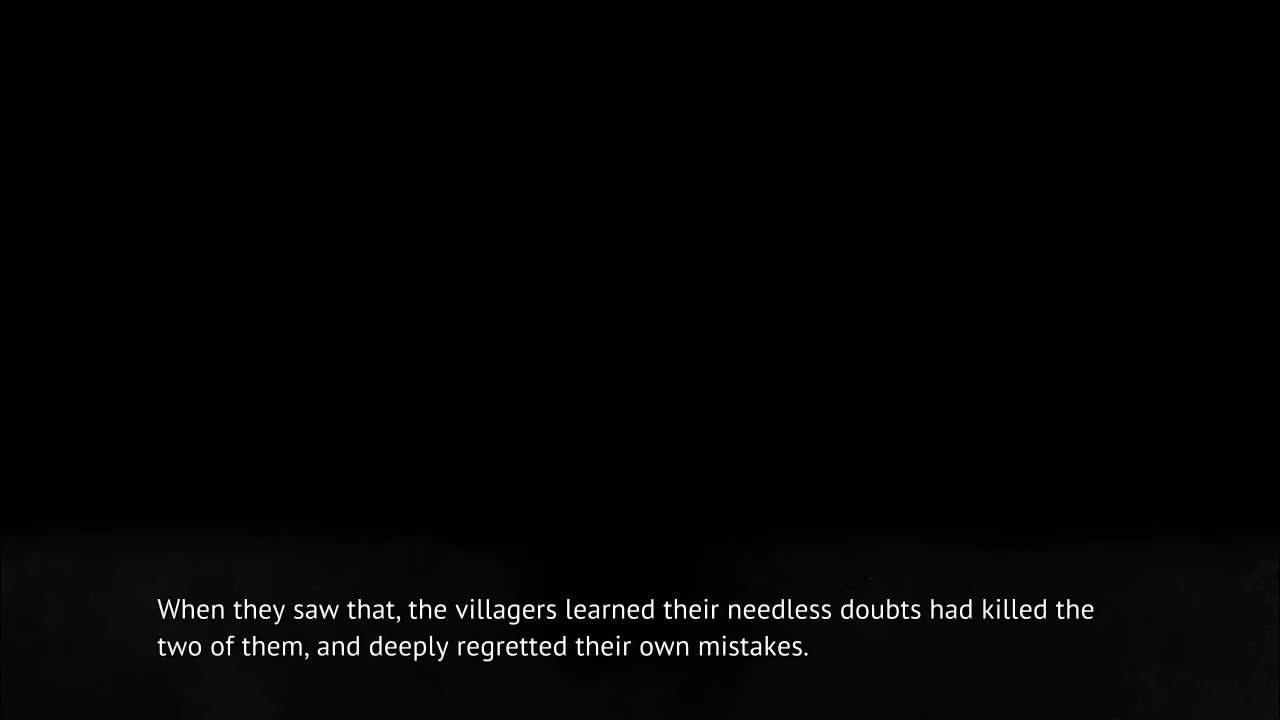 When they saw that, the villagers learned their needless doubts had killed the
two of them, and deeply regretted their own mistakes.